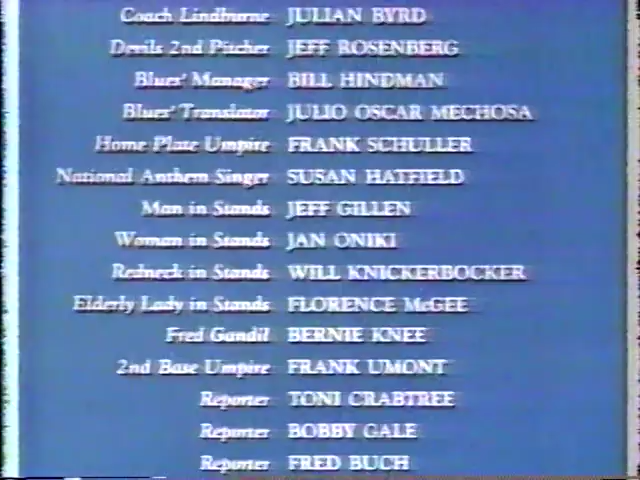 Coach Lindburne JULIAN BYRD
Devils 2nd Pitcher JEFF ROSENBERG
Blues' Manager BILL HINDMAN
Blues' Translator JULIO OSCAR MECHOSA
Home Plate Umpire FRANK SCHULLER
National Anthem Singer SUSAN HATFIELD
Man in Stands JEFF GILLEN
Woman in Stands JAN ONIKI
Redneck in Stands WILL KNICKERBOCKER
Elderly Lady in Stands FLORENCE McGEE
Fred Gandil BERNIE KNEE
2nd Base Umpire FRANK UMONT
Reporter TONI CRABTREE
Reporter BOBBY GALE
Reporter FRED BUCH